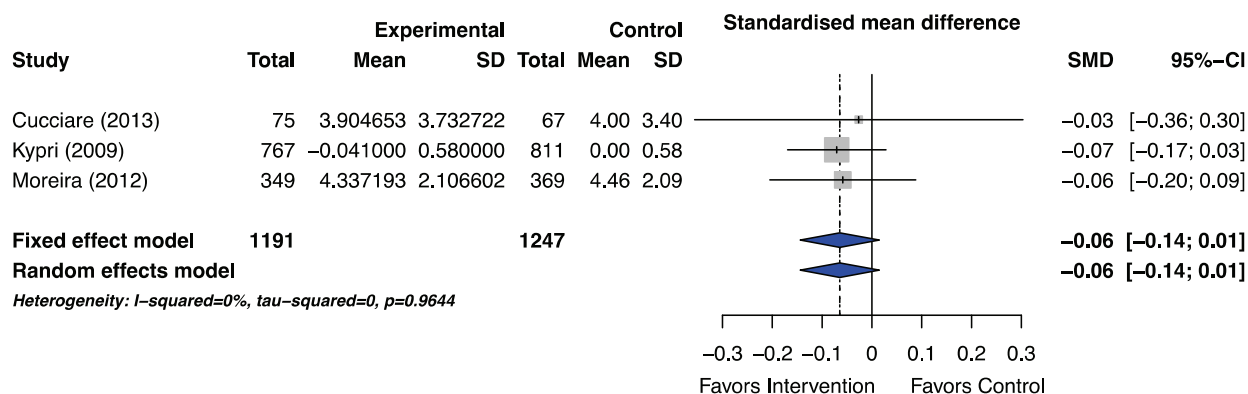 Experimental Control Standardised mean difference
Study Total Mean SD Total Mean SD SMD 95%−CI
Cucciare (2013) 75 3.904653 3.732722 67 4.00 3.40 −0.03 [−0.36; 0.30]
Kypri (2009) 767 −0.041000 0.580000 811 0.00 0.58 −0.07 [−0.17; 0.03]
Moreira (2012) 349 4.337193 2.106602 369 4.46 2.09 −0.06 [−0.20; 0.09]
Fixed effect model 1191 1247 −0.06 [−0.14; 0.01]
Random effects model −0.06 [−0.14; 0.01]
Heterogeneity: I−squared=0%, tau−squared=0, p=0.9644
−0.3 −0.2 −0.1 0 0.1 0.2 0.3
Favors Intervention Favors Control